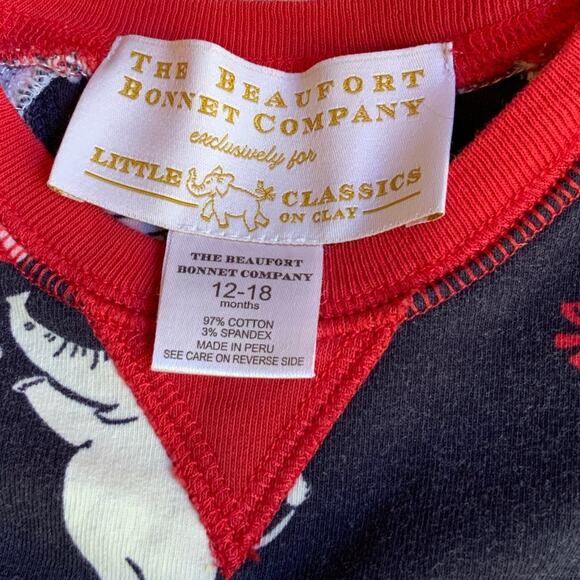 THE BEAUFORT
BONNET COMPANY
exclusively for
LITTLE CLASSICS
ON CLAY
THE BEAUFORT
BONNET COMPANY
12-18
months
97% COTTON
3% SPANDEX
MADE IN PERU
SEE CARE ON REVERSE SIDE